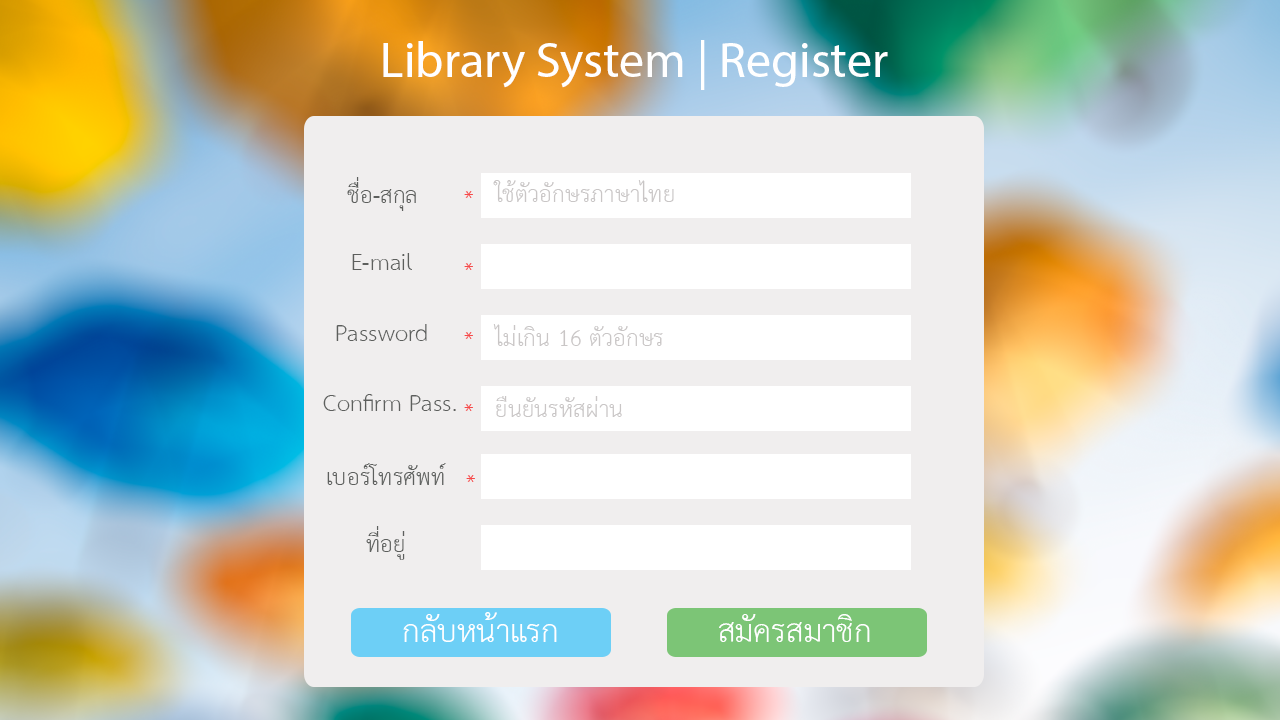 Library System | Register
ชื่อ-สกุล * ใช้ตัวอักษรภาษาไทย
E-mail *
Password * ไม่เกิน 16 ตัวอักษร
Confirm Pass. * ยืนยันรหัสผ่าน
เบอร์โทรศัพท์ *
ที่อยู่
กลับหน้าแรก สมัครสมาชิก